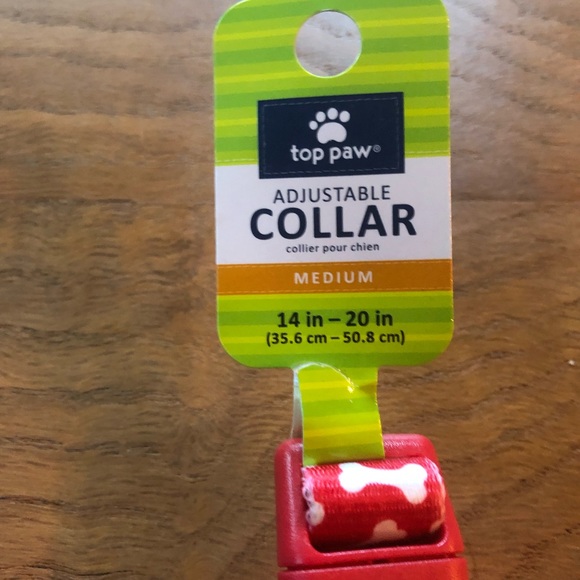 top paw®
ADJUSTABLE
COLLAR
collier pour chien
MEDIUM
14 in – 20 in
(35.6 cm – 50.8 cm)